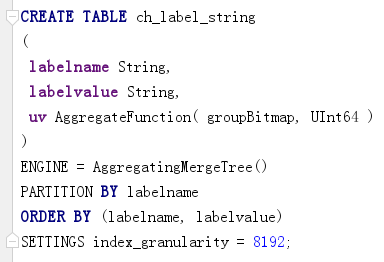 CREATE TABLE ch_label_string
(
labelname String,
labelvalue String,
uv AggregateFunction( groupBitmap, UInt64 )
)
ENGINE = AggregatingMergeTree()
PARTITION BY labelname
ORDER BY (labelname, labelvalue)
SETTINGS index_granularity = 8192;